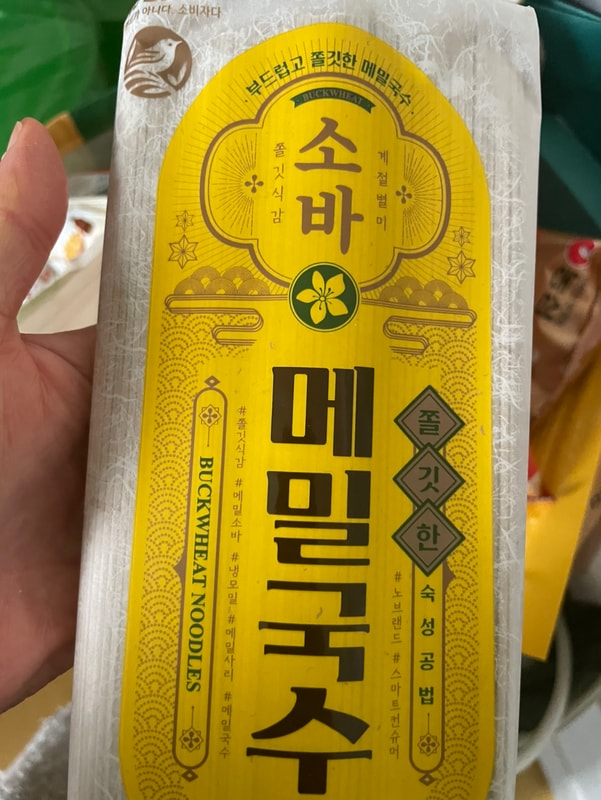 아니다. 소비자다
·부드럽고 쫄깃한 메밀국수·
BUCKWHEAT
소바
쫄깃식감
계절별미
메밀국수
쫄깃한
숙성공법
#노브랜드 #스마트컨슈머
#쫄깃식감 #메밀소바 #냉모밀 #메밀사리 #메밀국수
BUCKWHEAT NOODLES